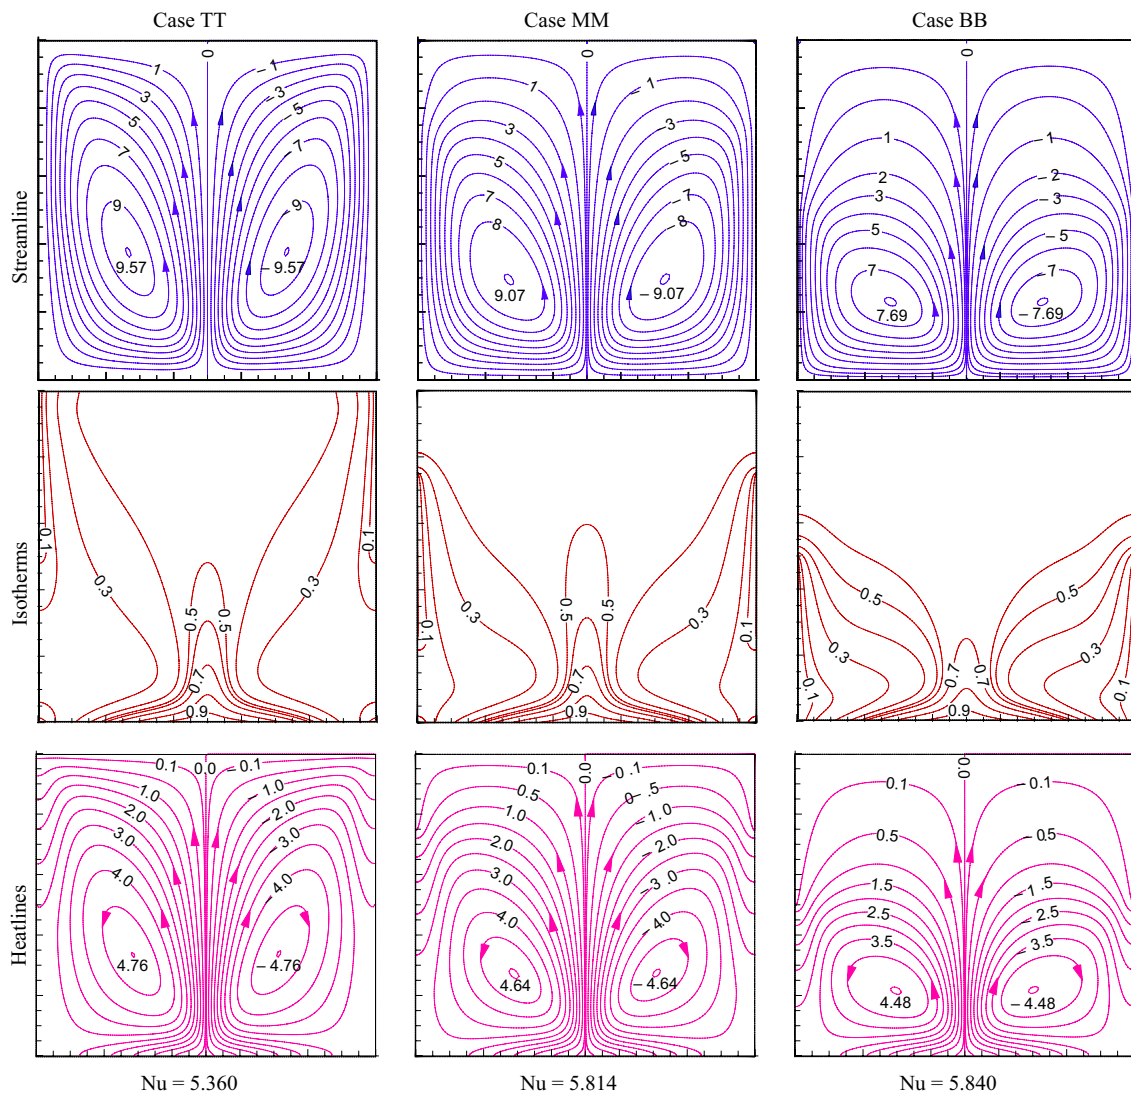 Case TT Case MM Case BB
Streamline
0
1 – 1
3 – 3
5 – 5
7 – 7
9 – 9
9.57 – 9.57
0
1 – 1
3 – 3
5 – 5
7 – 7
8 – 8
9.07 – 9.07
0
1 – 1
2 – 2
3 – 3
5 – 5
7 – 7
7.69 – 7.69
Isotherms
0.1 0.1
0.3 0.3
0.5 0.5
0.7
0.9
0.5 0.5
0.3 0.3
0.1 0.1
0.7
0.9
0.5 0.5
0.3 0.3
0.7 0.7
0.1 0.1
0.9
Heatlines
0.1 0.0 – 0.1
1.0 – 1.0
2.0 – 2.0
3.0 – 3.0
4.0 – 4.0
4.76 – 4.76
0.1 0.0 – 0 .1
0.5 0 –.5
1.0 – 1.0
2.0 – 2.0
3.0 – 3.0
4.0 – 4.0
4.64 – 4.64
0.0
0.1 – 0.1
0.5 – 0.5
1.5 – 1.5
2.5 – 2.5
3.5 – 3.5
4.48 – 4.48
Nu = 5.360 Nu = 5.814 Nu = 5.840